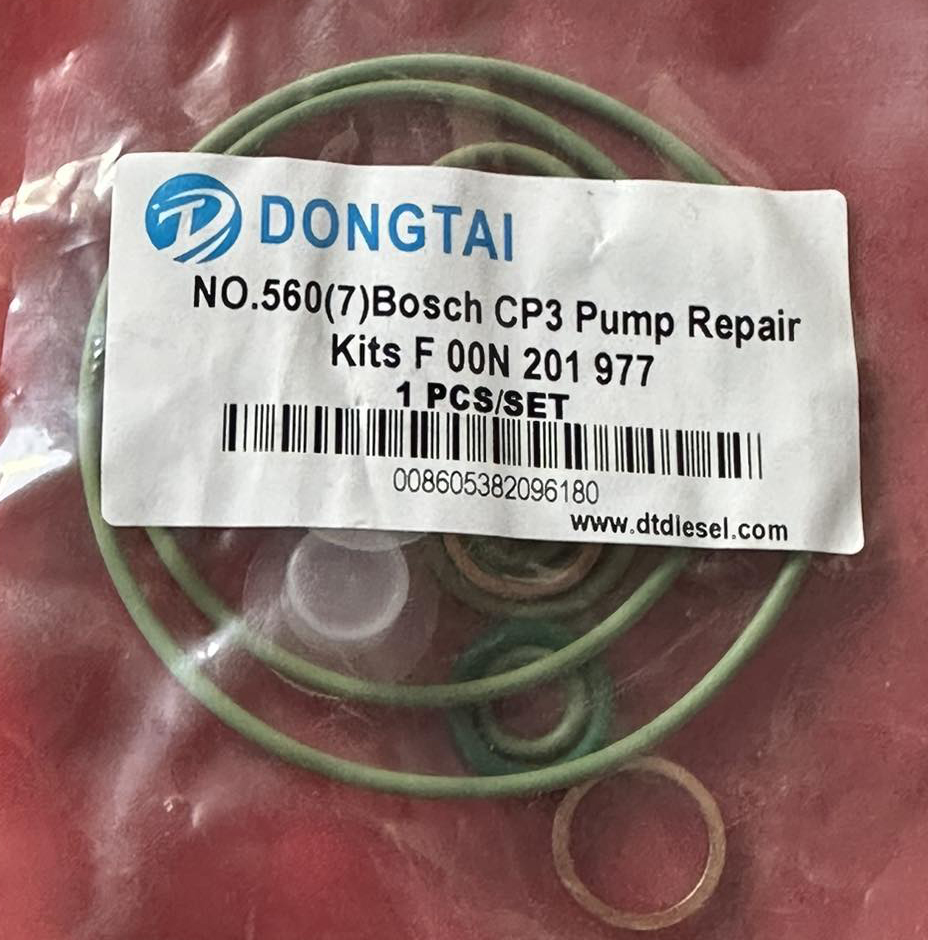 DONGTAI
NO.560(7)Bosch CP3 Pump Repair
Kits F 00N 201 977
1 PCS/SET
008605382096180
www.dtdiesel.com